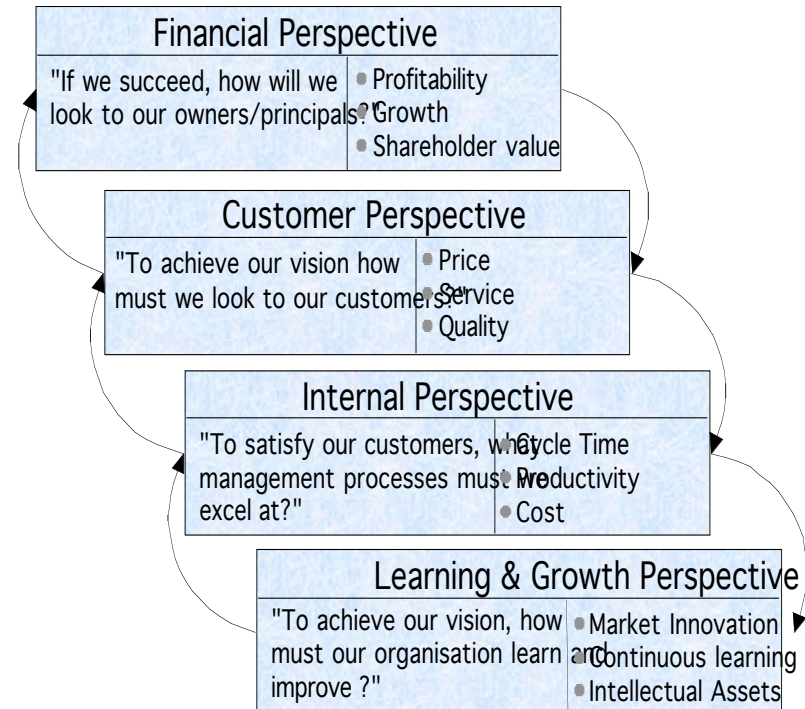 Financial Perspective
"If we succeed, how will we
look to our owners/principals?"
Profitability
Growth
Shareholder value
Customer Perspective
"To achieve our vision how
must we look to our customers?"
Price
Service
Quality
Internal Perspective
"To satisfy our customers, what
management processes must we
excel at?"
Cycle Time
Productivity
Cost
Learning & Growth Perspective
"To achieve our vision, how
must our organisation learn and
improve ?"
Market Innovation
Continuous learning
Intellectual Assets